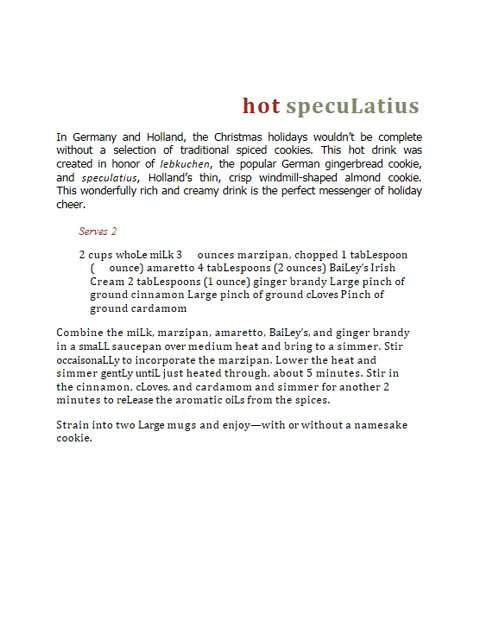 hot specuLatius
In Germany and Holland, the Christmas holidays wouldn't be complete
without a selection of traditional spiced cookies. This hot drink was
created in honor of lebkuchen, the popular German gingerbread cookie,
and speculatius, Holland's thin, crisp windmill-shaped almond cookie.
This wonderfully rich and creamy drink is the perfect messenger of holiday
cheer.
Serves 2
2 cups whoLe miLk 3 ounces marzipan, chopped 1 tabLespoon
( ounce) amaretto 4 tabLespoons (2 ounces) BaiLey's Irish
Cream 2 tabLespoons (1 ounce) ginger brandy Large pinch of
ground cinnamon Large pinch of ground cLoves Pinch of
ground cardamom
Combine the miLk, marzipan, amaretto, BaiLey's, and ginger brandy
in a smaLL saucepan over medium heat and bring to a simmer. Stir
occaisonaLLy to incorporate the marzipan. Lower the heat and
simmer gentLy untiL just heated through, about 5 minutes. Stir in
the cinnamon, cLoves, and cardamom and simmer for another 2
minutes to reLease the aromatic oiLs from the spices.
Strain into two Large mugs and enjoy—with or without a namesake
cookie.